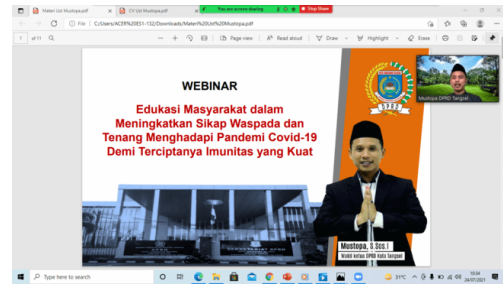 Materi Ust Mustopa.pdf
CV Ust Mustopa.pdf
You are screen sharing
Stop Share
File
C:/Users/ACER%20ES1-132/Downloads/Materi%20Ust%20Mustopa.pdf
1 of 11
Page view
Read aloud
Draw
Highlight
Erase
Mustopa DPRD Tangsel
WEBINAR
Edukasi Masyarakat dalam
Meningkatkan Sikap Waspada dan
Tenang Menghadapi Pandemi Covid-19
Demi Terciptanya Imunitas yang Kuat
Mustopa, S.Sos.I
Wakil Ketua DPRD Kota Tangsel
Type here to search
31°C
19:34
24/07/2021